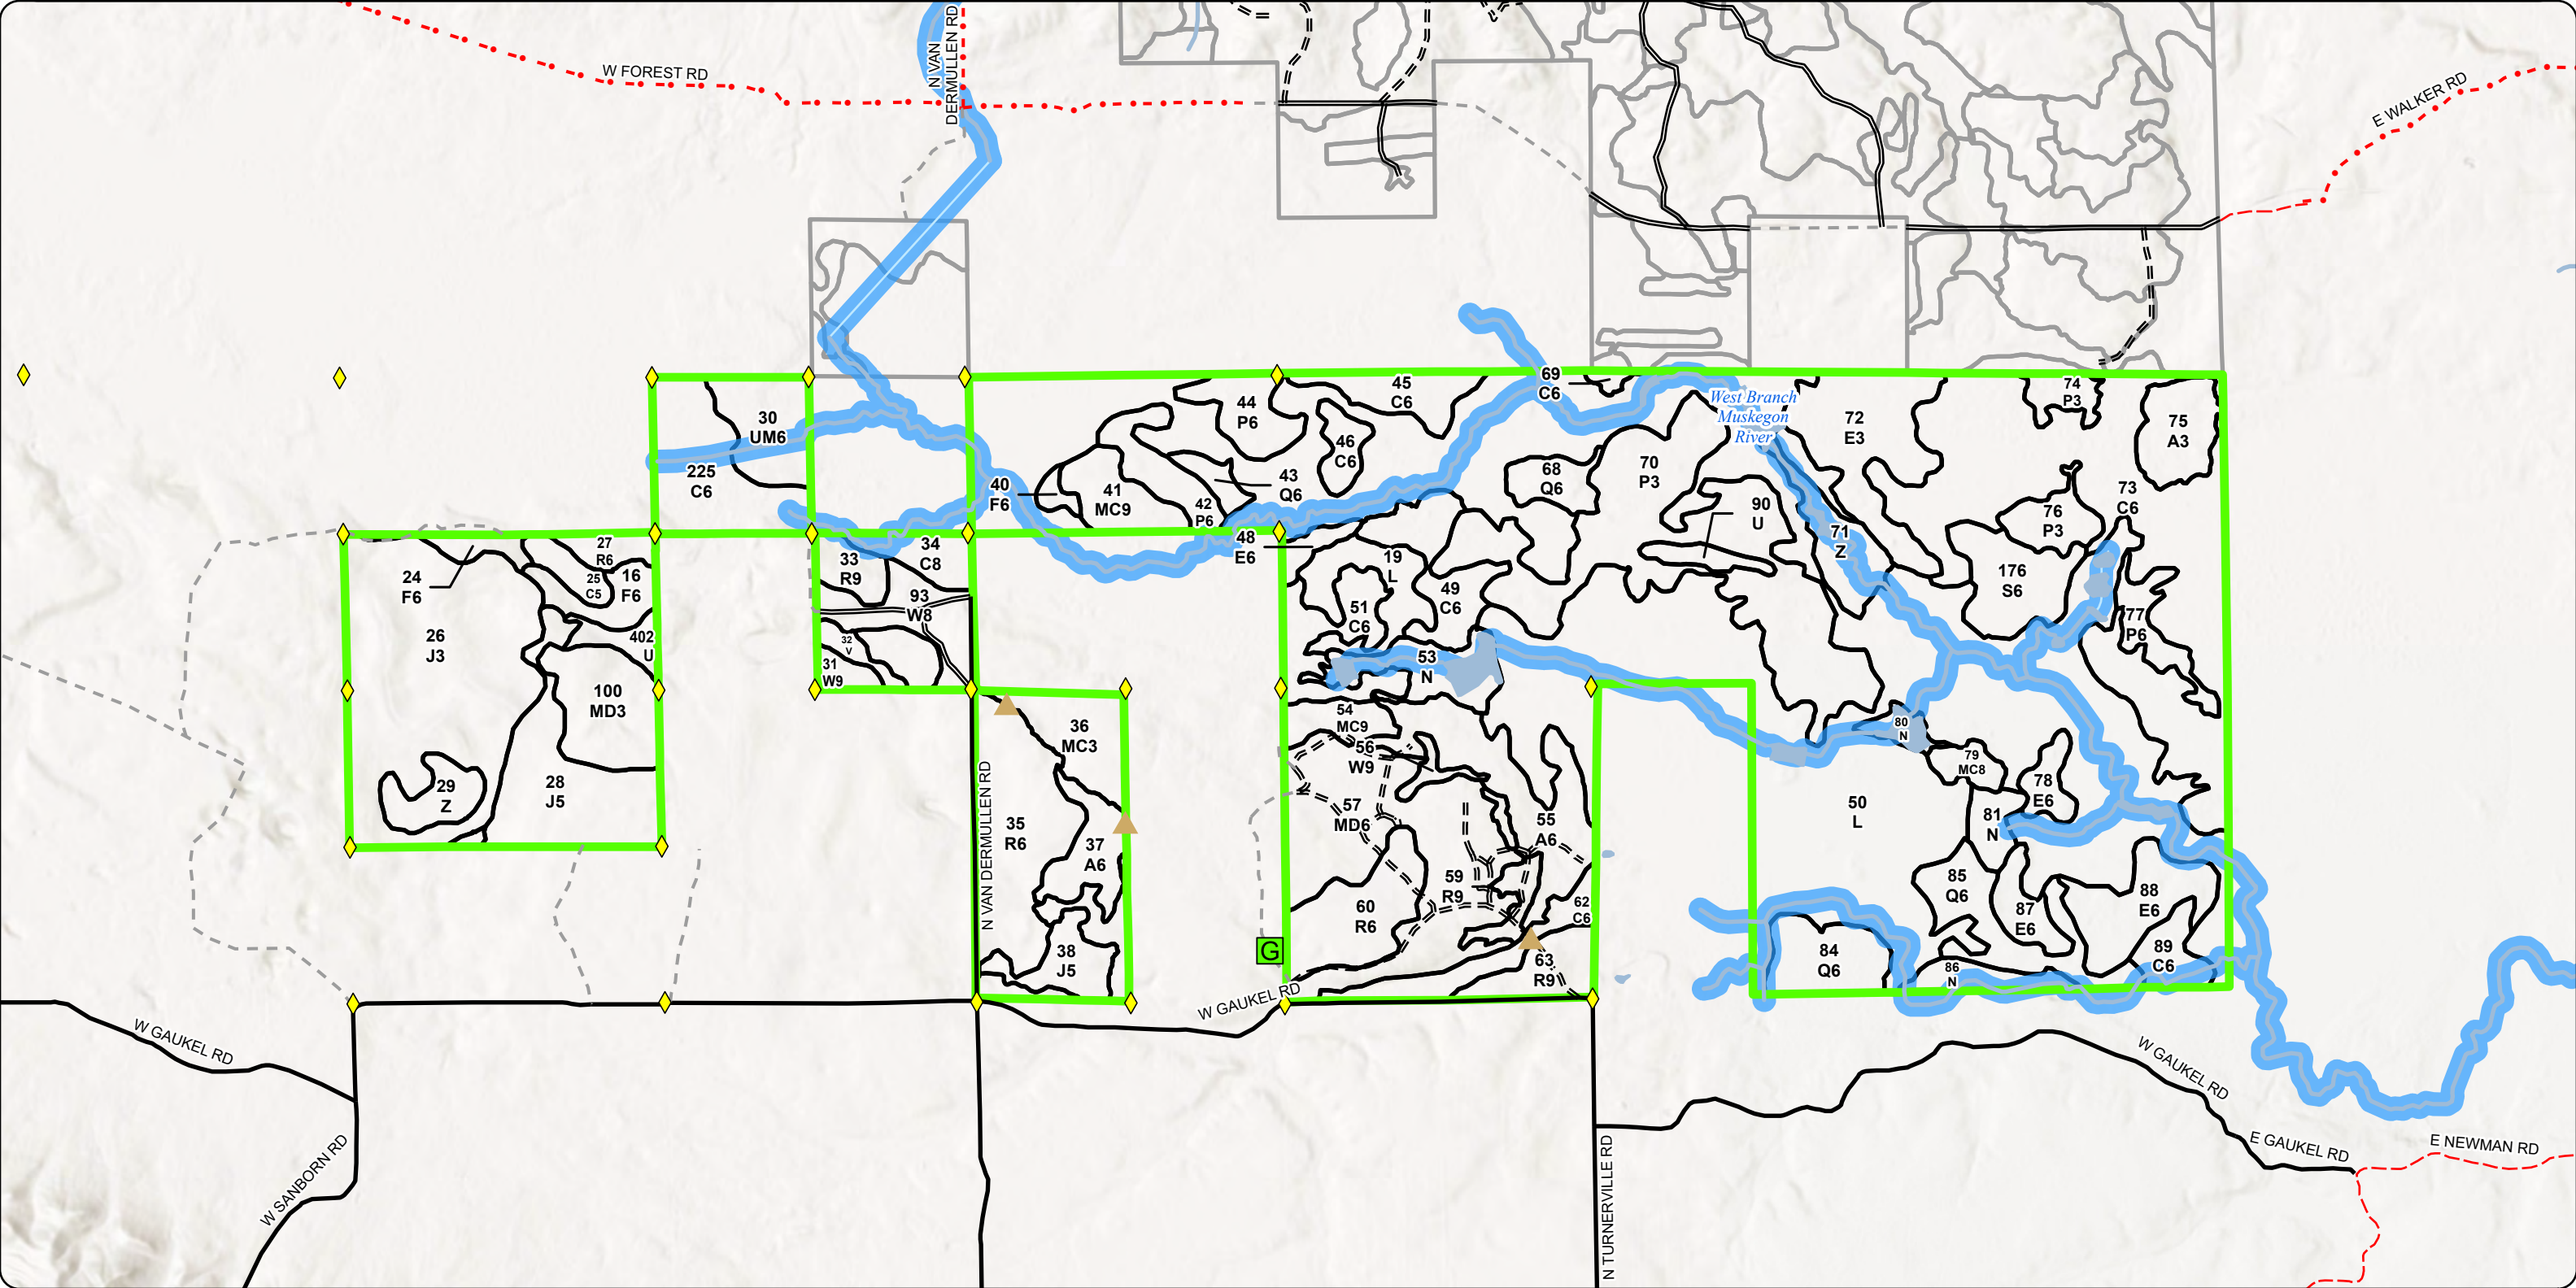 W FOREST RD
N VAN
DERMULLEN RD
E WALKER RD
30
UM6
225
C6
40
F6
41
MC9
42
P6
43
Q6
44
P6
45
C6
46
C6
69
C6
68
Q6
70
P3
West Branch
Muskegon
River
72
E3
74
P3
75
A3
90
U
71
Z
76
P3
73
C6
176
S6
77
P6
24
F6
27
R6
25
C5
16
F6
26
J3
402
U
100
MD3
29
Z
28
J5
33
R9
34
C8
93
W8
32
V
31
W9
48
E6
19
L
51
C6
49
C6
53
N
54
MC9
56
W9
57
MD6
55
A6
59
R9
60
R6
62
C6
63
R9
36
MC3
35
R6
37
A6
38
J5
N VAN DERMULLEN RD
G
W GAUKEL RD
80
N
79
MC8
78
E6
50
L
81
N
85
Q6
87
E6
88
E6
84
Q6
86
N
89
C6
W GAUKEL RD
W SANBORN RD
N TURNERVILLE RD
W GAUKEL RD
E GAUKEL RD
E NEWMAN RD